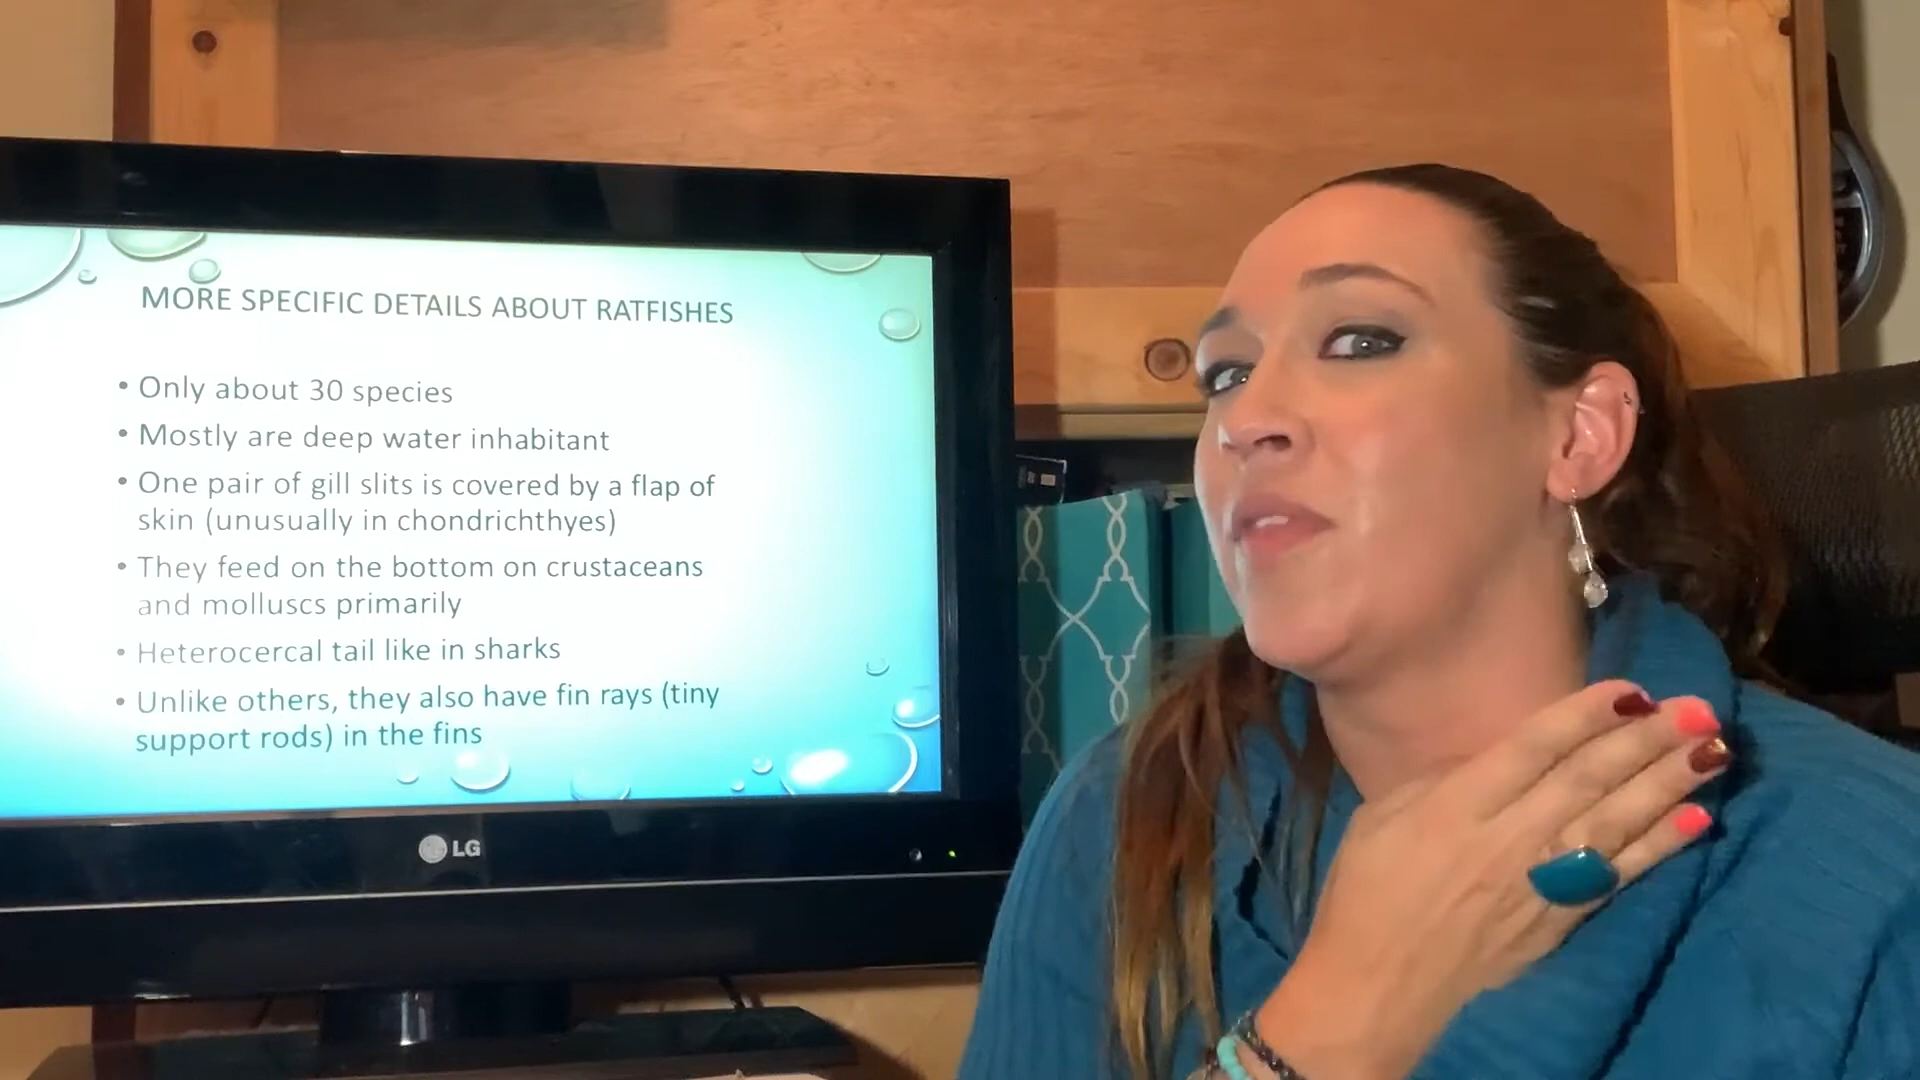 MORE SPECIFIC DETAILS ABOUT RATFISHES
• Only about 30 species
• Mostly are deep water inhabitant
• One pair of gill slits is covered by a flap of
skin (unusually in chondrichthyes)
• They feed on the bottom on crustaceans
and molluscs primarily
• Heterocercal tail like in sharks
• Unlike others, they also have fin rays (tiny
support rods) in the fins
LG